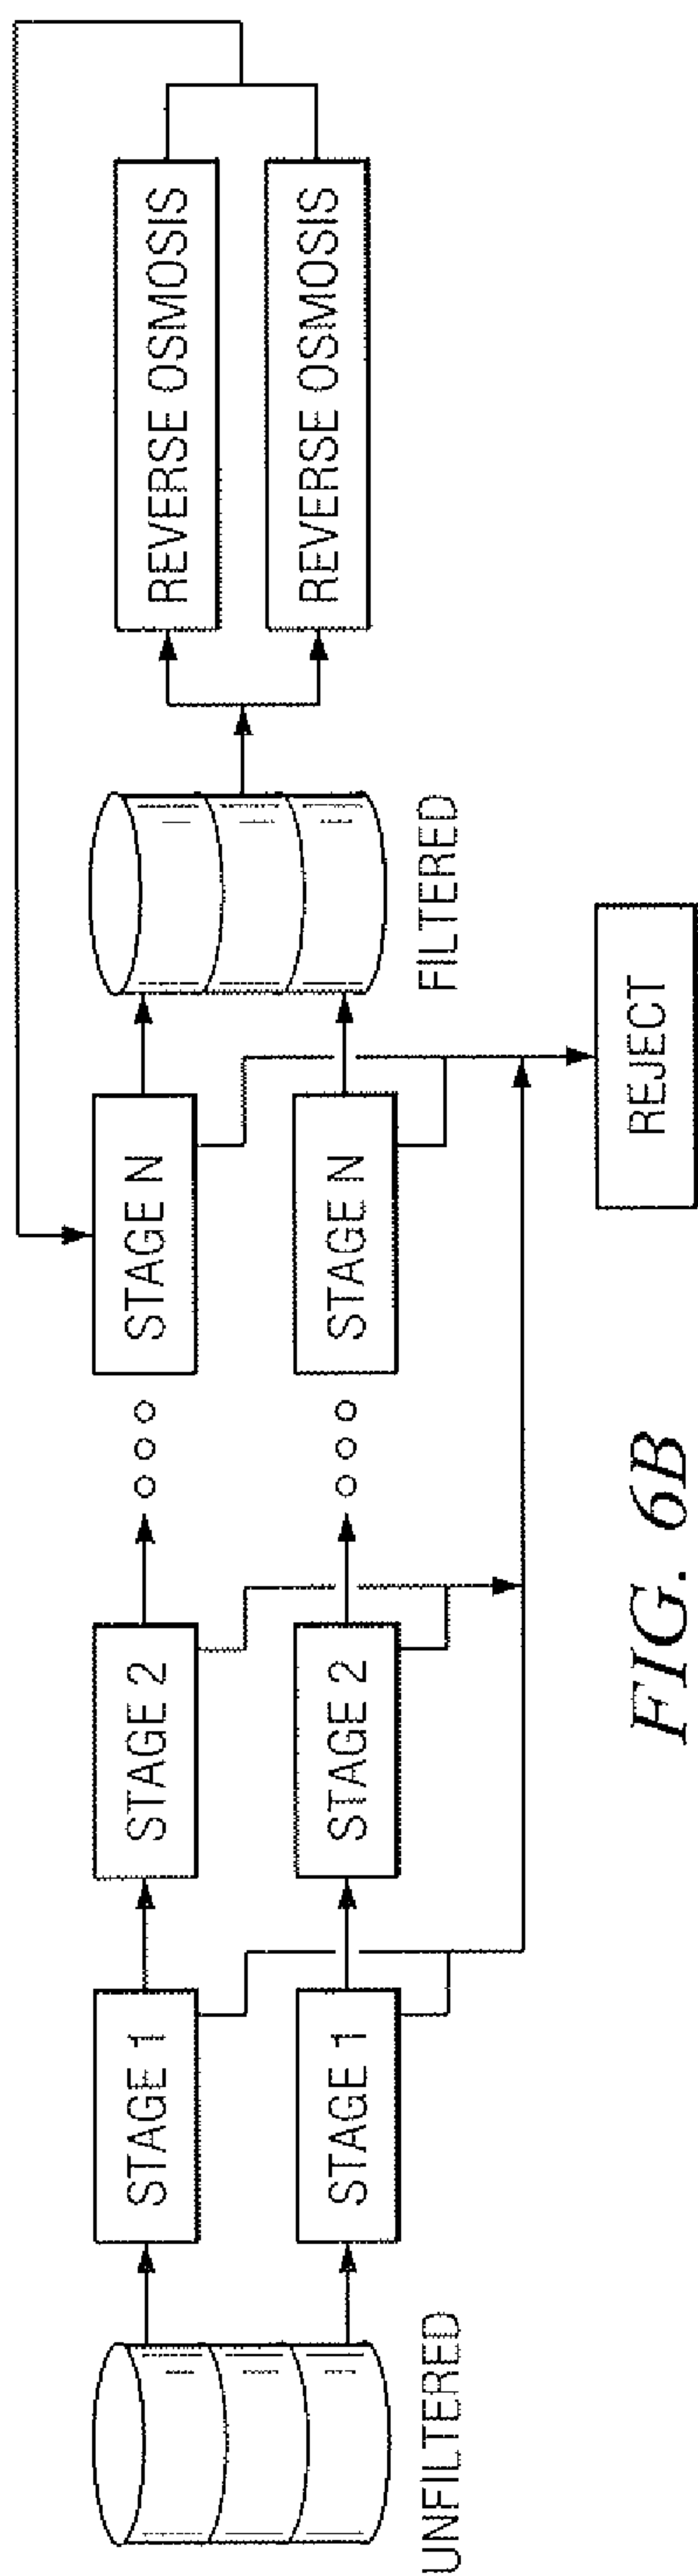 UNFILTERED
STAGE 1
STAGE 2
STAGE N
STAGE 1
STAGE 2
STAGE N
FILTERED
REVERSE OSMOSIS
REVERSE OSMOSIS
REJECT
FIG. 6B